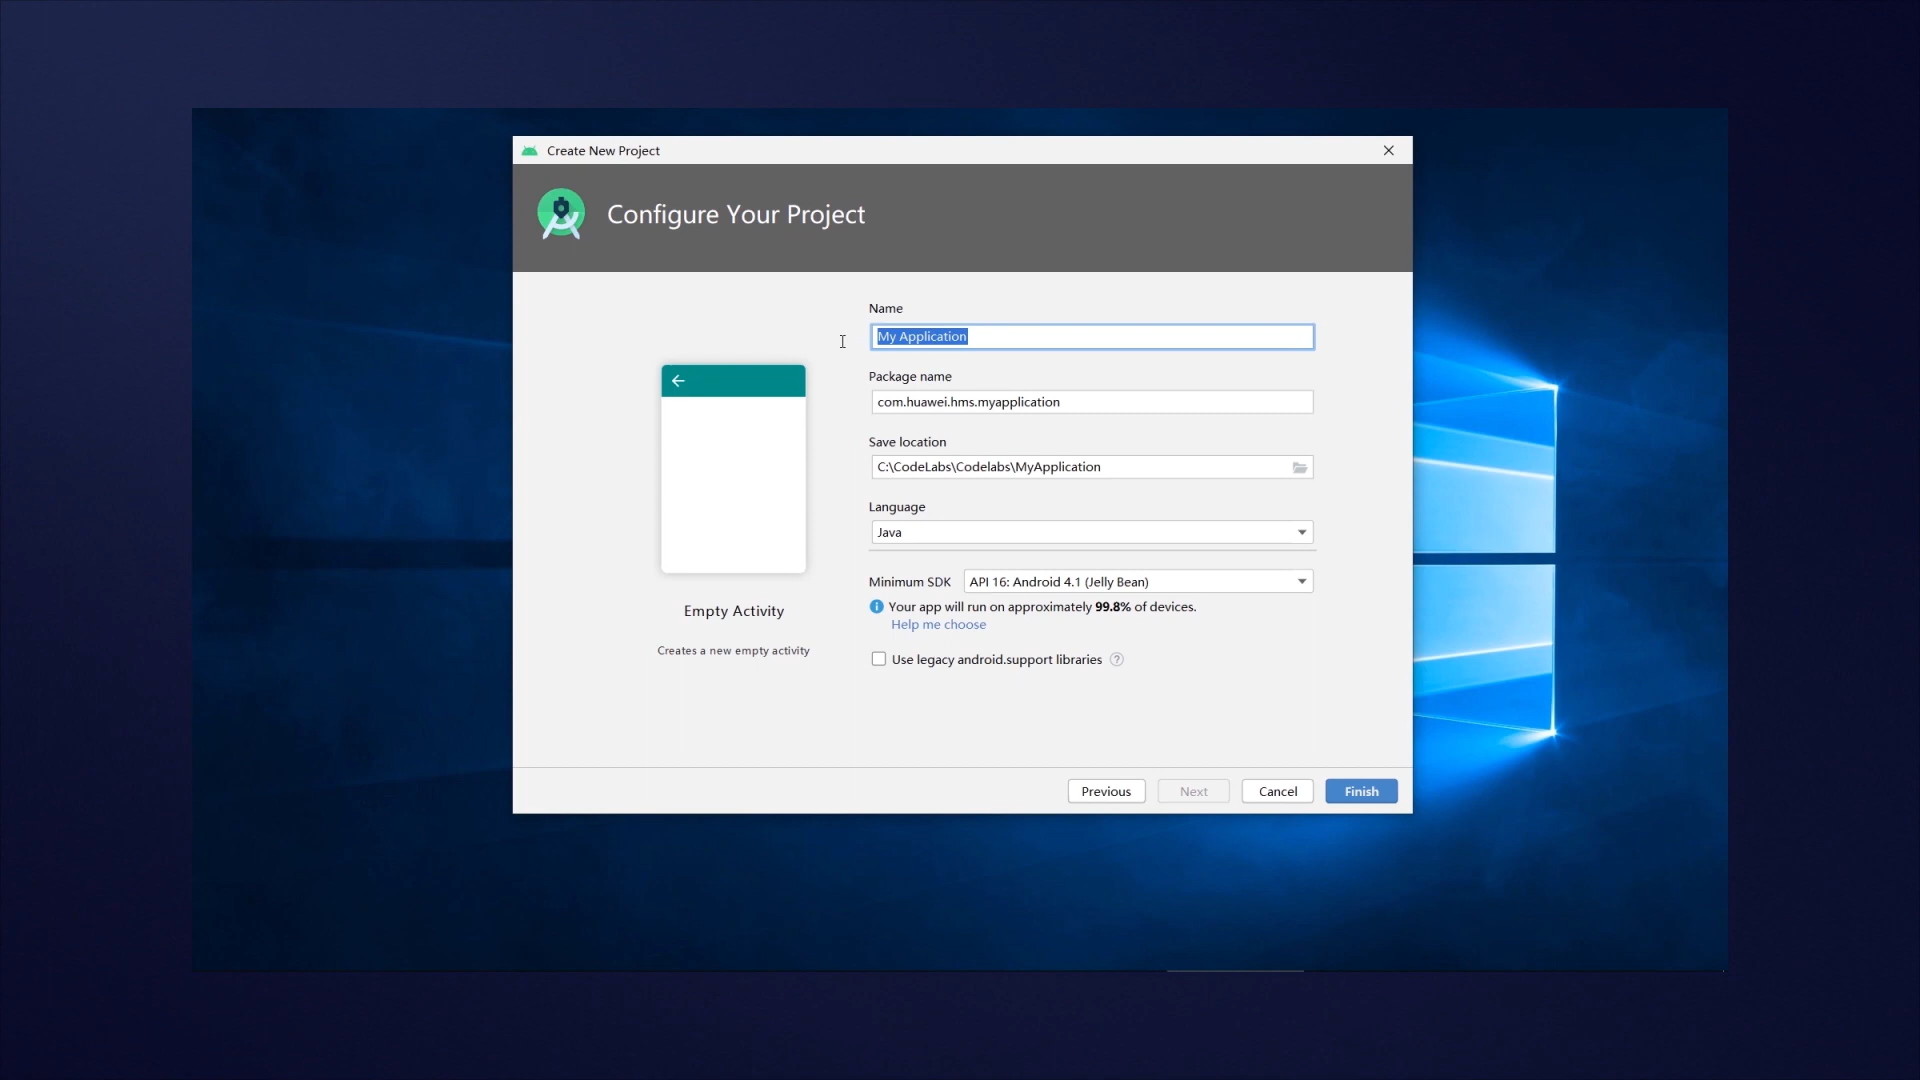 Create New Project
Configure Your Project
Name
My Application
Package name
com.huawei.hms.myapplication
Save location
C:\CodeLabs\Codelabs\MyApplication
Language
Java
Minimum SDK API 16: Android 4.1 (Jelly Bean)
Your app will run on approximately 99.8% of devices.
Help me choose
Use legacy android.support libraries ?
Empty Activity
Creates a new empty activity
Previous Next Cancel Finish